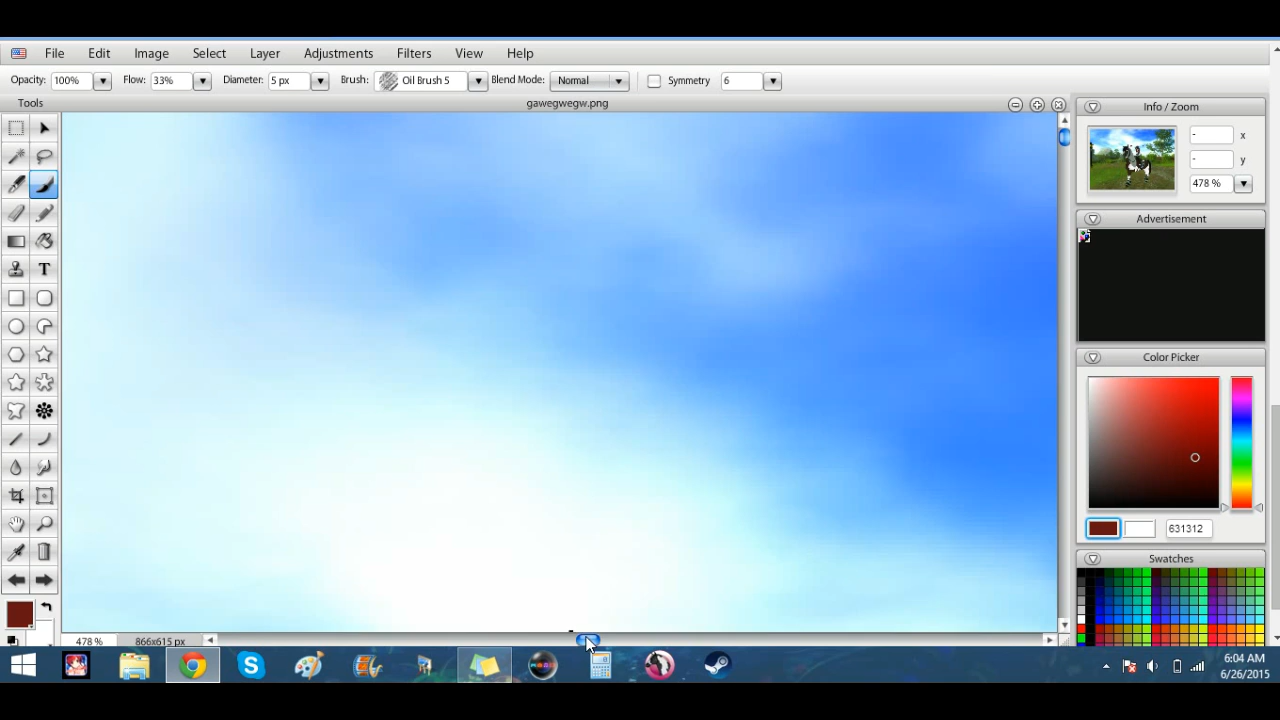 File Edit Image Select Layer Adjustments Filters View Help
Opacity: 100% Flow: 33% Diameter: 5 px Brush: Oil Brush 5 Blend Mode: Normal Symmetry 6
Tools
gawegwegw.png
Info / Zoom
- x
- y
478 %
Advertisement
Color Picker
631312
Swatches
T
478 % 866x615 px
6:04 AM
6/26/2015